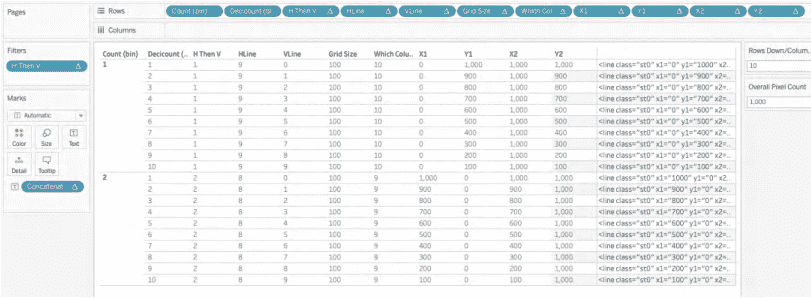 Pages
Rows Count (bin) Decicount (bi H Then V HLine VLine Grid Size Which Col.. X1 Y1 X2 Y2
Columns
Filters
H Then V
Marks
Automatic
Color Size Text
Detail Tooltip
Concatenat..
Count (bin) Decicount (.. H Then V HLine VLine Grid Size Which Colu.. X1 Y1 X2 Y2
1 1 1 9 0 100 10 0 1,000 1,000 1,000 <line class="st0" x1="0" y1="1000" x2..
2 1 9 1 100 10 0 900 1,000 900 <line class="st0" x1="0" y1="900" x2=..
3 1 9 2 100 10 0 800 1,000 800 <line class="st0" x1="0" y1="800" x2=..
4 1 9 3 100 10 0 700 1,000 700 <line class="st0" x1="0" y1="700" x2=..
5 1 9 4 100 10 0 600 1,000 600 <line class="st0" x1="0" y1="600" x2=..
6 1 9 5 100 10 0 500 1,000 500 <line class="st0" x1="0" y1="500" x2=..
7 1 9 6 100 10 0 400 1,000 400 <line class="st0" x1="0" y1="400" x2=..
8 1 9 7 100 10 0 300 1,000 300 <line class="st0" x1="0" y1="300" x2=..
9 1 9 8 100 10 0 200 1,000 200 <line class="st0" x1="0" y1="200" x2=..
10 1 9 9 100 10 0 100 1,000 100 <line class="st0" x1="0" y1="100" x2=..
2 1 2 8 0 100 9 1,000 0 1,000 1,000 <line class="st0" x1="1000" y1="0" x2..
2 2 8 1 100 9 900 0 900 1,000 <line class="st0" x1="900" y1="0" x2=..
3 2 8 2 100 9 800 0 800 1,000 <line class="st0" x1="800" y1="0" x2=..
4 2 8 3 100 9 700 0 700 1,000 <line class="st0" x1="700" y1="0" x2=..
5 2 8 4 100 9 600 0 600 1,000 <line class="st0" x1="600" y1="0" x2=..
6 2 8 5 100 9 500 0 500 1,000 <line class="st0" x1="500" y1="0" x2=..
7 2 8 6 100 9 400 0 400 1,000 <line class="st0" x1="400" y1="0" x2=..
8 2 8 7 100 9 300 0 300 1,000 <line class="st0" x1="300" y1="0" x2=..
9 2 8 8 100 9 200 0 200 1,000 <line class="st0" x1="200" y1="0" x2=..
10 2 8 9 100 9 100 0 100 1,000 <line class="st0" x1="100" y1="0" x2=..
Rows Down/Colum..
10
Overall Pixel Count
1,000